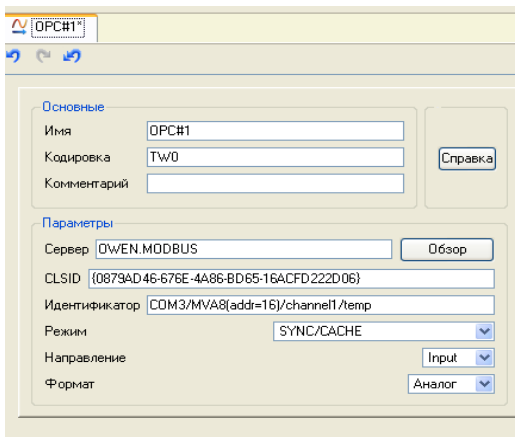 OPC#1*
Основные
Имя OPC#1
Кодировка TW0
Комментарий
Справка
Параметры
Сервер OWEN.MODBUS Обзор
CLSID {0879AD46-676E-4A86-BD65-16ACFD222D06}
Идентификатор COM3/MVA8(addr=16)/channel1/temp
Режим SYNC/CACHE
Направление Input
Формат Аналог